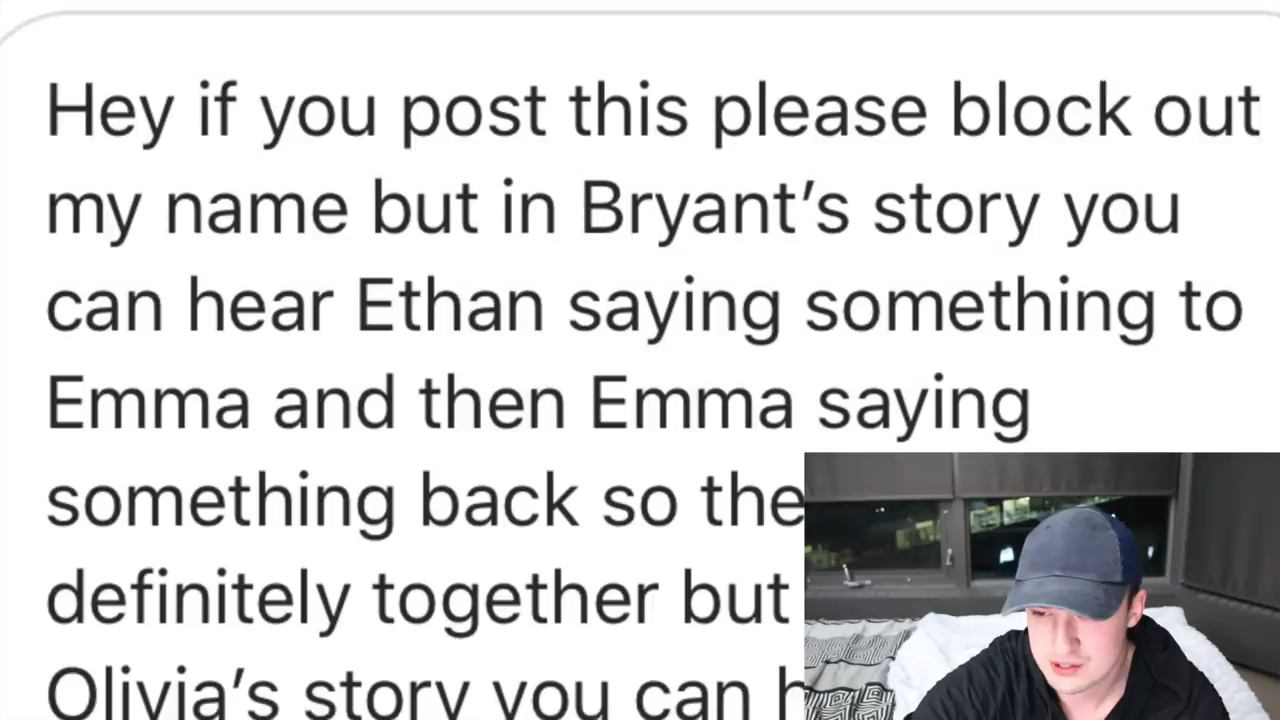 Hey if you post this please block out
my name but in Bryant’s story you
can hear Ethan saying something to
Emma and then Emma saying
something back so the
definitely together but
Olivia’s story you can h